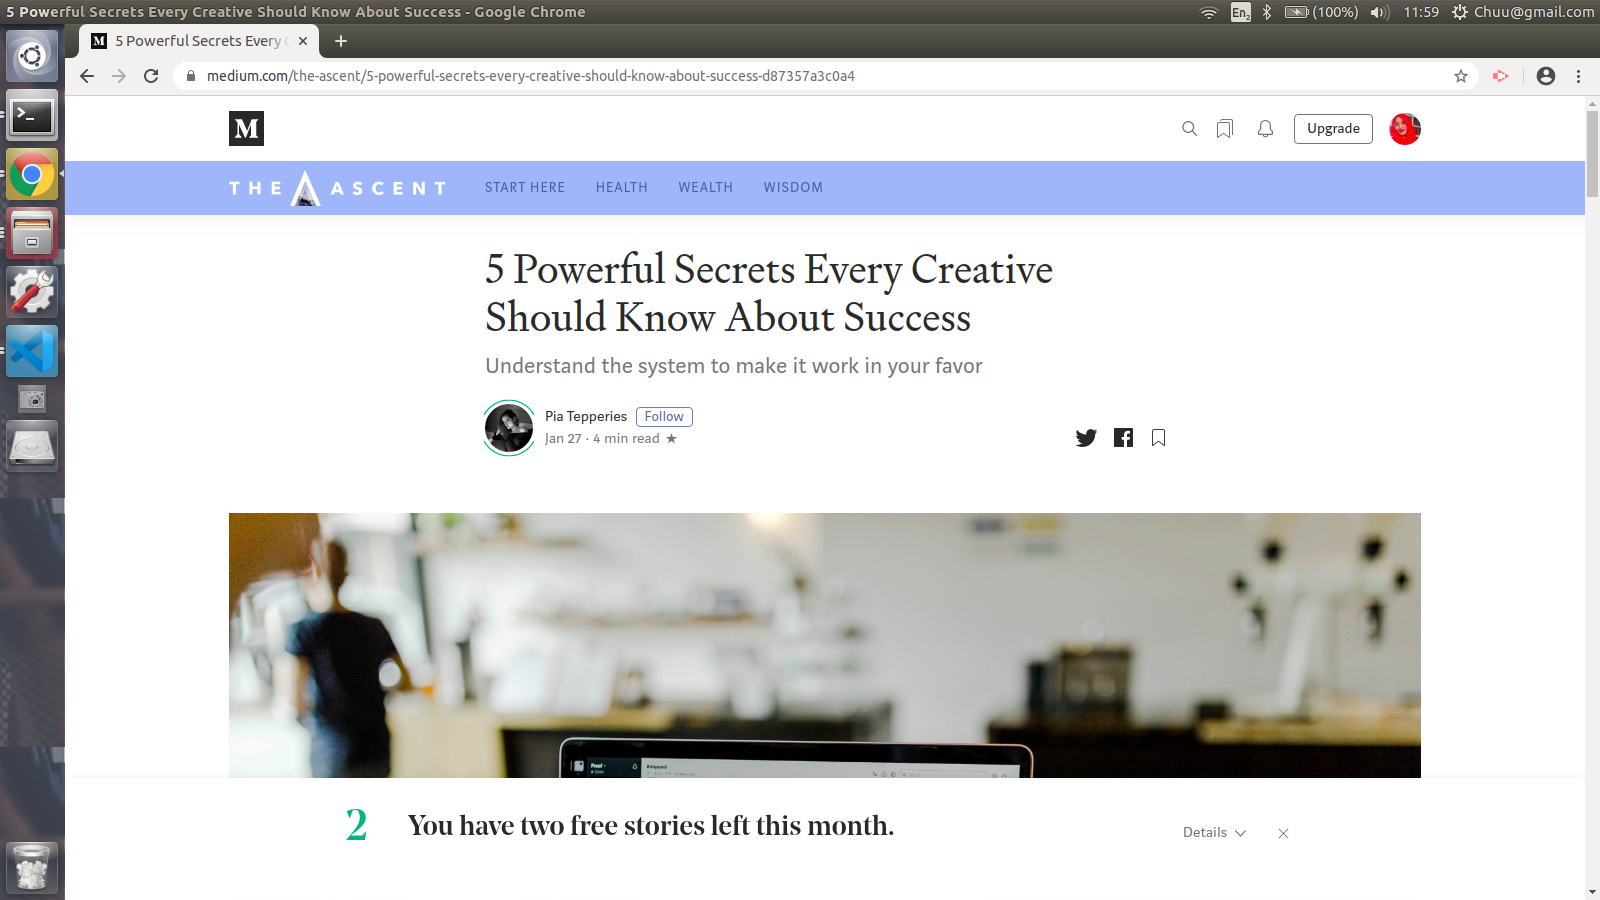 5 Powerful Secrets Every Creative Should Know About Success - Google Chrome
En2
(100%)
11:59
Chuu@gmail.com
M
5 Powerful Secrets Every C
medium.com/the-ascent/5-powerful-secrets-every-creative-should-know-about-success-d87357a3c0a4
M
Upgrade
THE ASCENT
START HERE
HEALTH
WEALTH
WISDOM
5 Powerful Secrets Every Creative
Should Know About Success
Understand the system to make it work in your favor
Pia Tepperies
Follow
Jan 27 · 4 min read ★
Proof
2
You have two free stories left this month.
Details